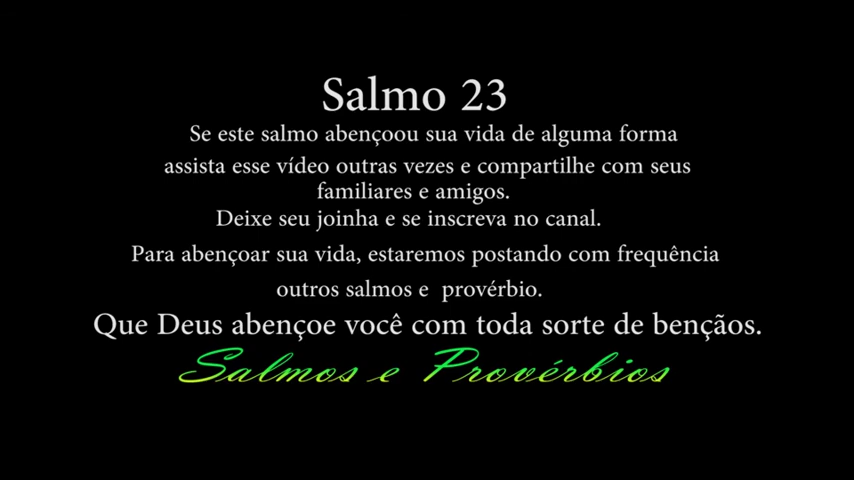 Salmo 23
Se este salmo abençoou sua vida de alguma forma
assista esse vídeo outras vezes e compartilhe com seus
familiares e amigos.
Deixe seu joinha e se inscreva no canal.
Para abençoar sua vida, estaremos postando com frequência
outros salmos e provérbio.
Que Deus abençoe você com toda sorte de bençãos.
Salmos e Provérbios